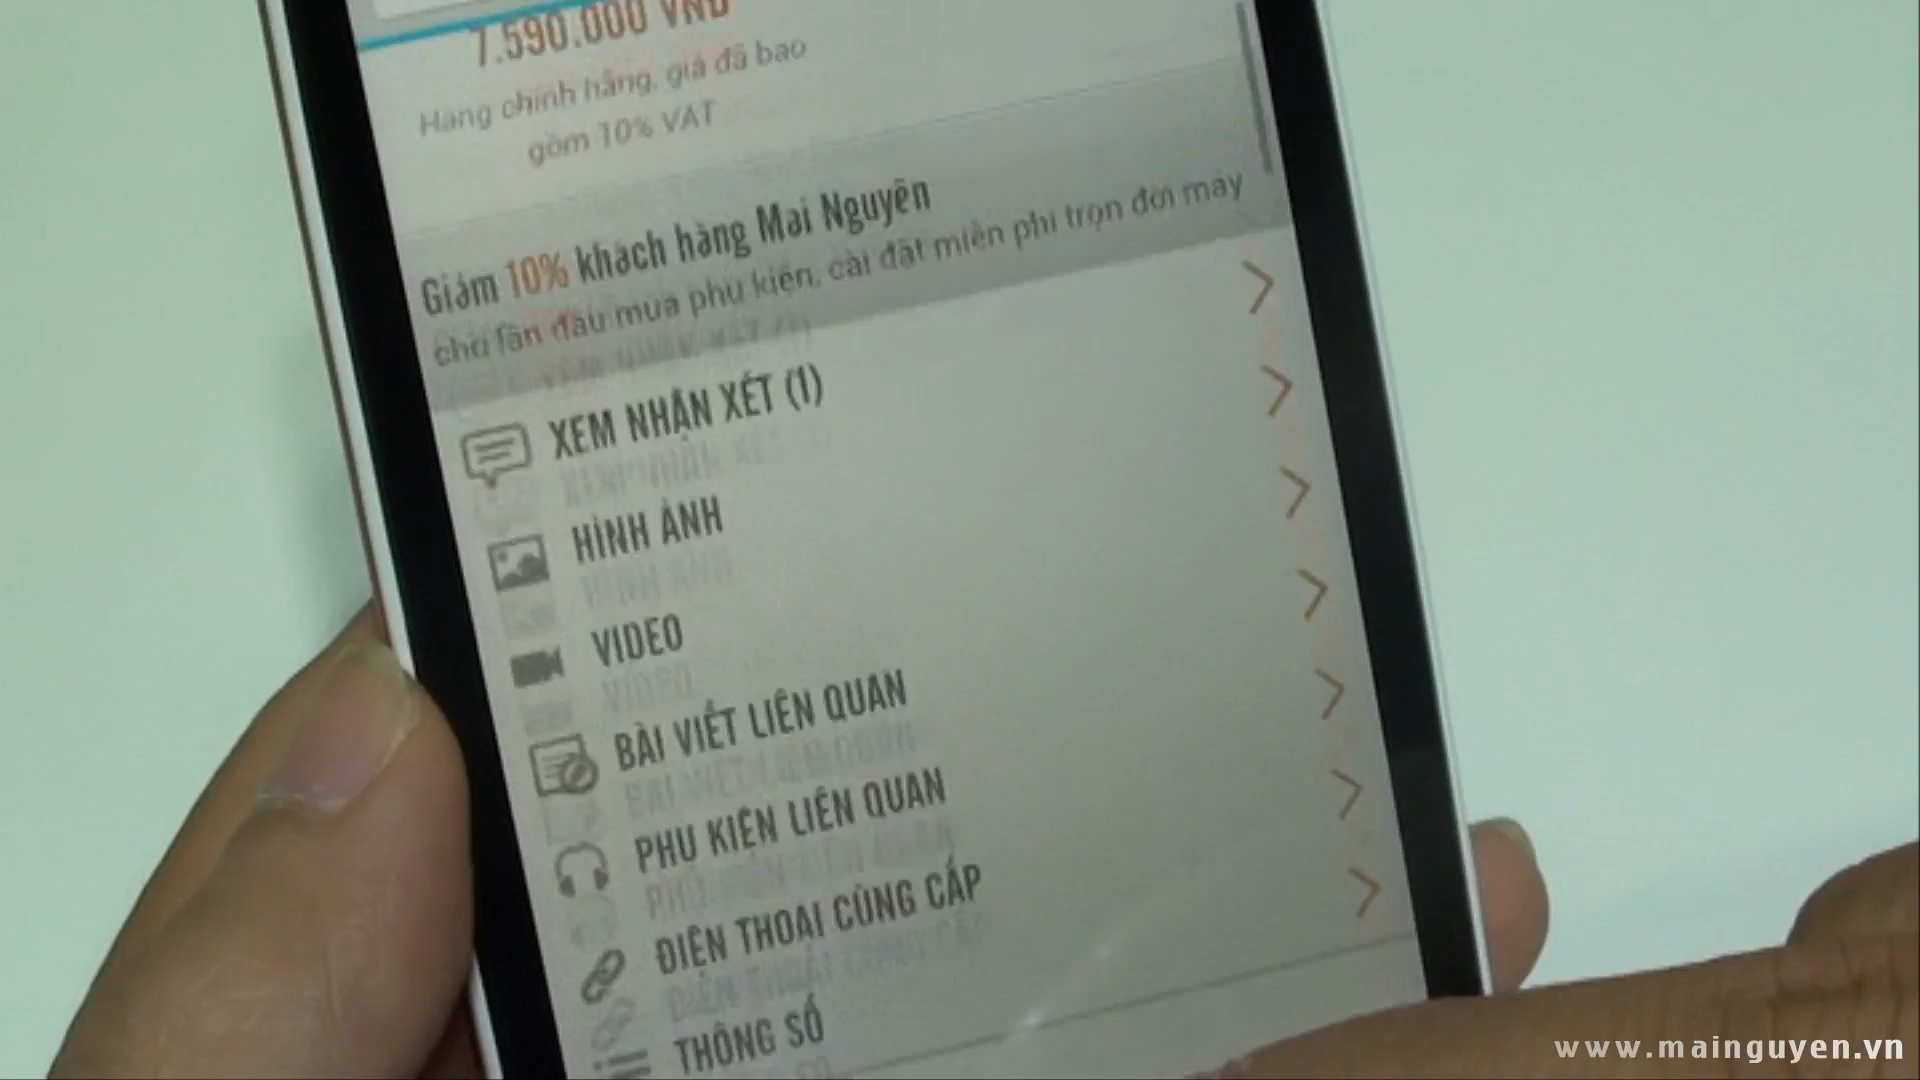 7.590.000 VNĐ
Hàng chính hãng, giá đã bao
gồm 10% VAT
Giảm 10% khách hàng Mai Nguyên
cho lần đầu mua phụ kiện, cài đặt miễn phí trọn đời máy
XEM NHẬN XÉT (1)
HÌNH ẢNH
VIDEO
BÀI VIẾT LIÊN QUAN
PHỤ KIỆN LIÊN QUAN
ĐIỆN THOẠI CÙNG CẤP
THÔNG SỐ
www.mainguyen.vn